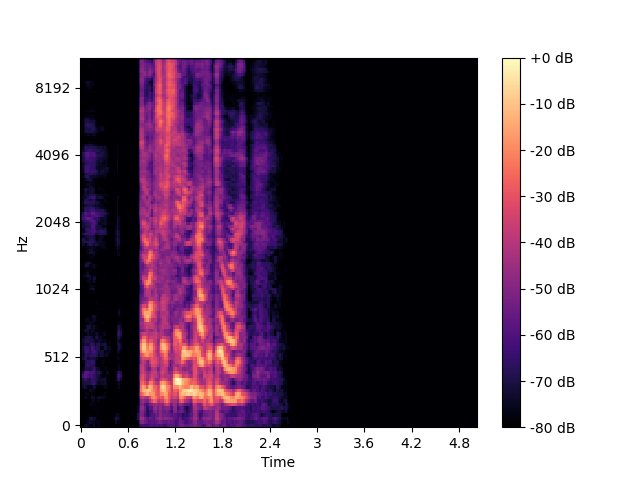 +0 dB
8192
-10 dB
4096
-20 dB
-30 dB
2048
Hz
-40 dB
1024
-50 dB
-60 dB
512
-70 dB
0
-80 dB
0 0.6 1.2 1.8 2.4 3 3.6 4.2 4.8
Time